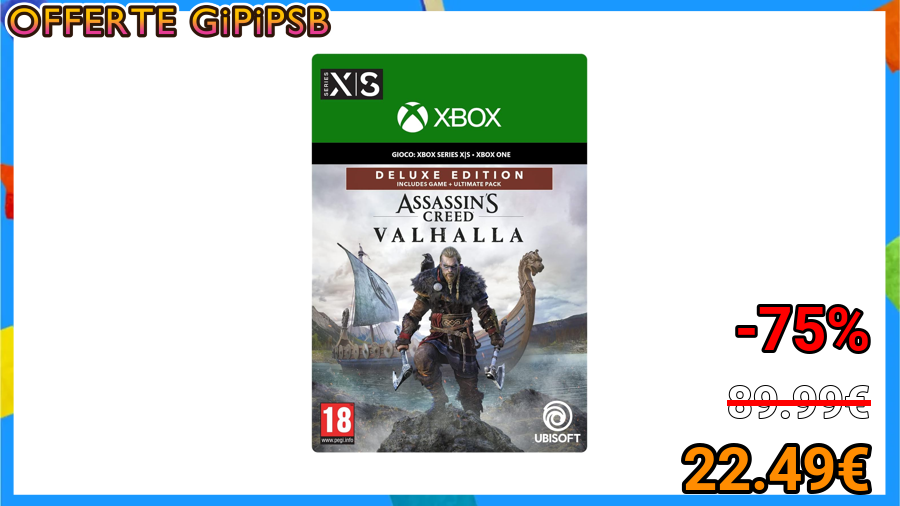 OFFERTE GiPiPSB
SERIES X|S
XBOX
GIOCO: XBOX SERIES X|S • XBOX ONE
DELUXE EDITION
INCLUDES GAME + ULTIMATE PACK
ASSASSIN'S
CREED
VALHALLA
-75%
89.99€
18
www.pegi.info
UBISOFT
22.49€